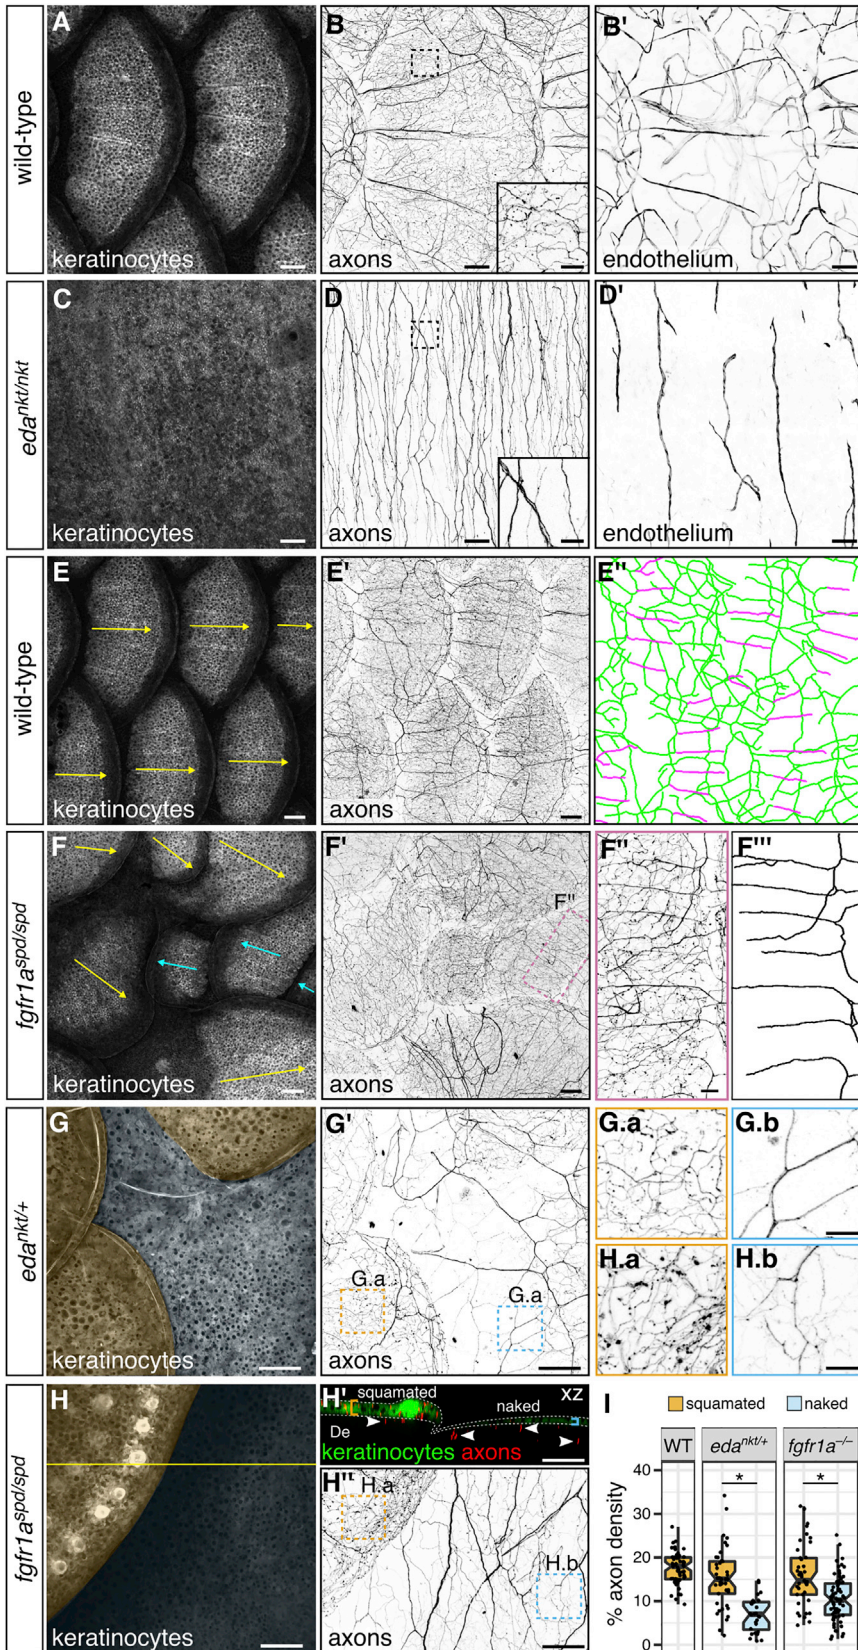 wild-type
A
keratinocytes
B
axons
B'
endothelium
eda nkt/nkt
C
keratinocytes
D
axons
D'
endothelium
wild-type
E
keratinocytes
E'
axons
E"
fgfr1a spd/spd
F
keratinocytes
F'
F"
axons
F"
F'''
eda nkt/+
G
keratinocytes
G'
G.a
G.a
axons
G.a
G.b
H.a
H.b
fgfr1a spd/spd
H
keratinocytes
H'
squamated
naked
XZ
De
keratinocytes axons
H"
H.a
H.b
axons
I
squamated naked
WT eda nkt/+ fgfr1a −/−
% axon density
40
30
20
10
0
* *